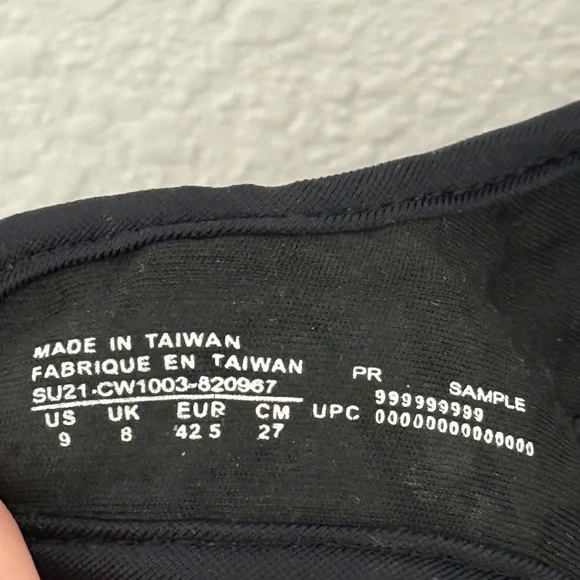 MADE IN TAIWAN
FABRIQUE EN TAIWAN
SU21-CW1003-820967
PR SAMPLE
999999999
US UK EUR CM UPC 00000000000000
9 8 42 5 27